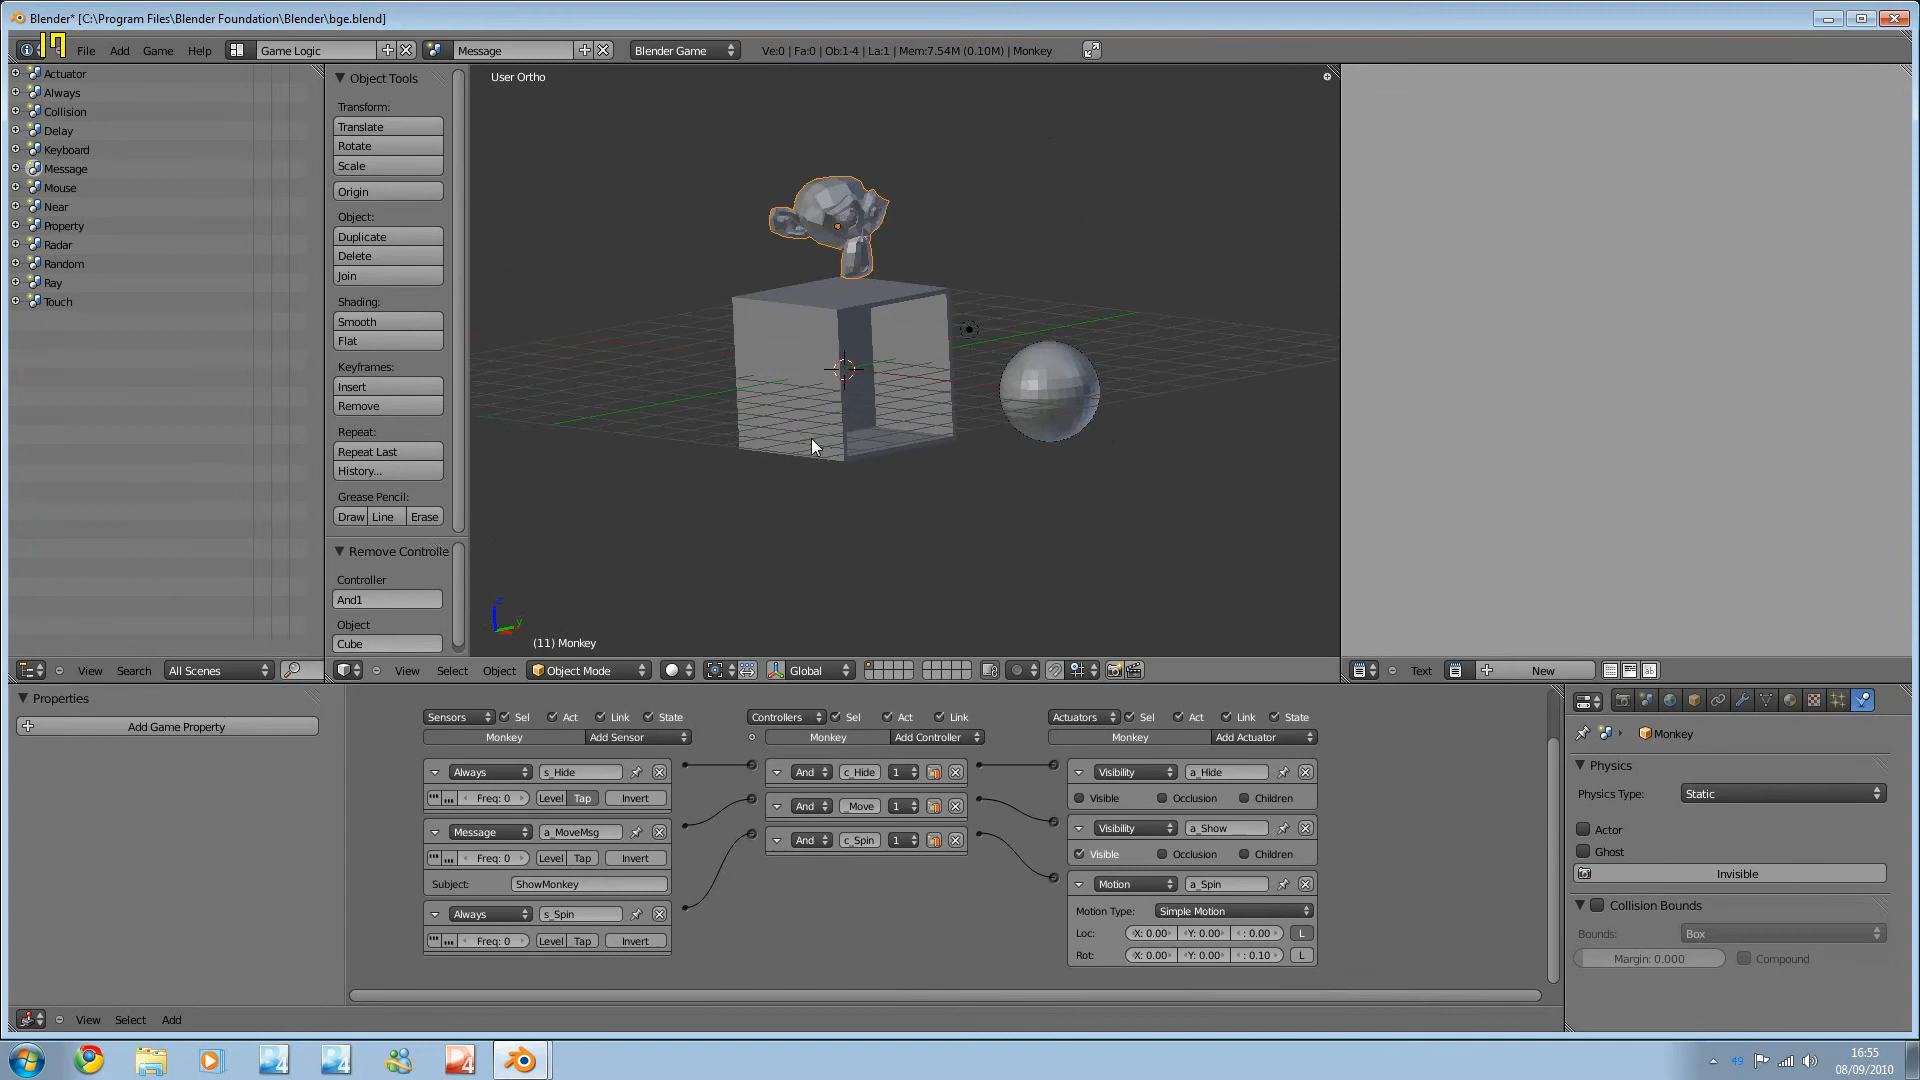 Blender* [C:\Program Files\Blender Foundation\Blender\bge.blend]
17
File Add Game Help Game Logic Message Blender Game Ve:0 | Fa:0 | Ob:1-4 | La:1 | Mem:7.54M (0.10M) | Monkey
Actuator
Always
Collision
Delay
Keyboard
Message
Mouse
Near
Property
Radar
Random
Ray
Touch
View Search All Scenes
Object Tools
Transform:
Translate
Rotate
Scale
Origin
Object:
Duplicate
Delete
Join
Shading:
Smooth
Flat
Keyframes:
Insert
Remove
Repeat:
Repeat Last
History...
Grease Pencil:
Draw Line Erase
Remove Controlle
Controller
And1
Object
Cube
User Ortho
z
y
(11) Monkey
View Select Object Object Mode Global
Text New
Properties
Add Game Property
Sensors Sel Act Link State
Monkey Add Sensor
Always s_Hide
Freq: 0 Level Tap Invert
Message a_MoveMsg
Freq: 0 Level Tap Invert
Subject: ShowMonkey
Always s_Spin
Freq: 0 Level Tap Invert
Controllers Sel Act Link
Monkey Add Controller
And c_Hide 1
And _Move 1
And c_Spin 1
Actuators Sel Act Link State
Monkey Add Actuator
Visibility a_Hide
Visible Occlusion Children
Visibility a_Show
Visible Occlusion Children
Motion a_Spin
Motion Type: Simple Motion
Loc: X: 0.00 Y: 0.00 : 0.00 L
Rot: X: 0.00 Y: 0.00 : 0.10 L
Monkey
Physics
Physics Type: Static
Actor
Ghost
Invisible
Collision Bounds
Bounds: Box
Margin: 0.000 Compound
View Select Add
49
16:55
08/09/2010